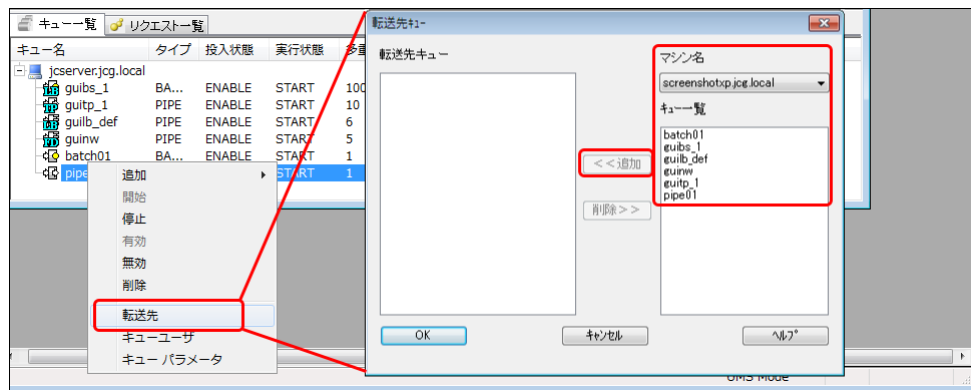 キュー一覧 リクエスト一覧
キュー名 タイプ 投入状態 実行状態
jcserver.jcg.local
guibs_1 BA... ENABLE START 100
guitp_1 PIPE ENABLE START 10
guilb_def PIPE ENABLE START 6
guinw PIPE ENABLE START 5
batch01 BA... ENABLE START 1
START 1
追加
開始
停止
有効
無効
削除
転送先
キューユーザ
キュー パラメータ
転送先ｷｭｰ
転送先キュー
マシン名
screenshotxp.jcg.local
ｷｭｰ一覧
batch01
guibs_1
guilb_def
guinw
guitp_1
pipe01
<<追加
削除>>
OK
ｷｬﾝｾﾙ
ﾍﾙﾌﾟ